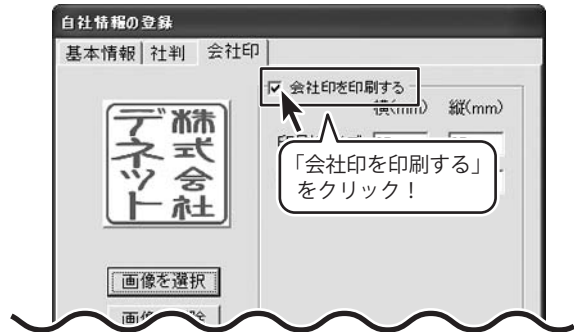 自社情報の登録
基本情報 社判 会社印
会社印を印刷する
横(mm) 縦(mm)
株式会社
デネット
「会社印を印刷する」
をクリック！
画像を選択